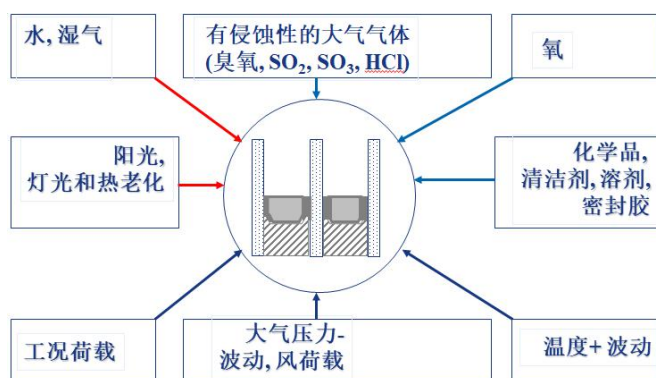 水, 湿气
有侵蚀性的大气气体
(臭氧, SO₂, SO₃, HCl)
氧
阳光,
灯光和热老化
化学品,
清洁剂, 溶剂,
密封胶
工况荷载
大气压力-
波动, 风荷载
温度+ 波动